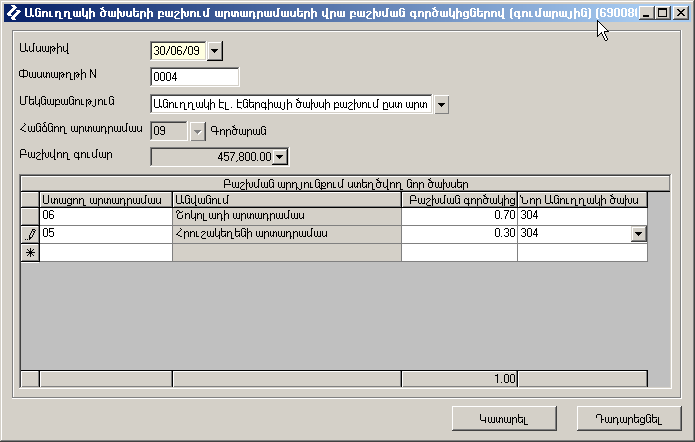 Անուղղակի ծախսերի բաշխում արտադրամասերի վրա բաշխման գործակիցներով (գումարային) (69008
Ամսաթիվ 30/06/09
Փաստաթղթի N 0004
Մեկնաբանություն Անուղղակի էլ. էներգիայի ծախսի բաշխում ըստ արտ
Հանձնող արտադրամաս 09 Գործարան
Բաշխվող գումար 457,800.00
Բաշխման արդյունքում ստեղծվող նոր ծախսեր
Ստացող արտադրամաս Անվանում Բաշխման գործակից Նոր Անուղղակի ծախս
06 Շոկոլադի արտադրամաս 0.70 304
05 Հրուշակեղենի արտադրամաս 0.30 304
1.00
Կատարել Դադարեցնել